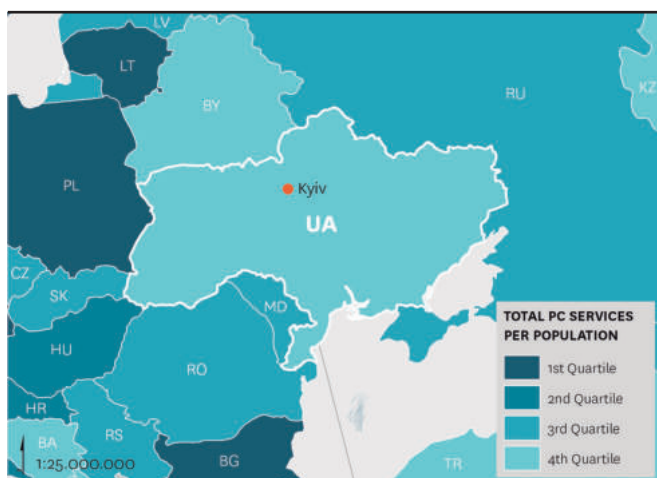 LV
LT
BY
RU
KZ
PL
Kyiv
UA
CZ
SK
MD
HU
RO
HR
BA
RS
BG
TR
1:25.000.000
TOTAL PC SERVICES
PER POPULATION
1st Quartile
2nd Quartile
3rd Quartile
4th Quartile